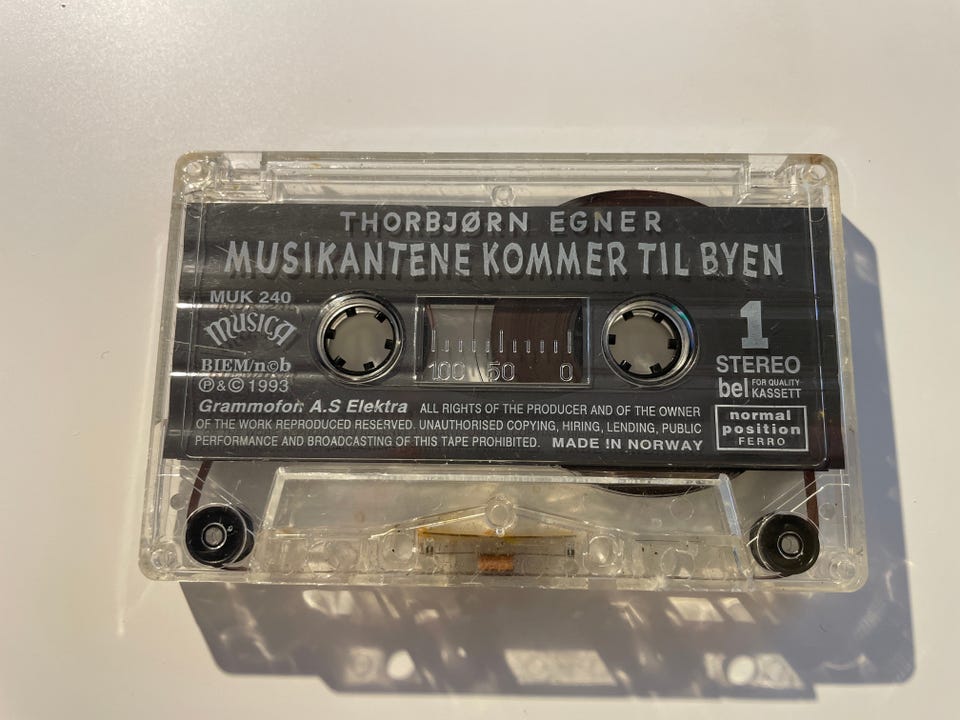 THORBJØRN EGNER
MUSIKANTENE KOMMER TIL BYEN
MUK 240
MUSICA
BIEM/n©b
℗&© 1993
100 50 0
1
STEREO
bel FOR QUALITY KASSETT
Grammofon A.S Elektra ALL RIGHTS OF THE PRODUCER AND OF THE OWNER
OF THE WORK REPRODUCED RESERVED. UNAUTHORISED COPYING, HIRING, LENDING, PUBLIC
PERFORMANCE AND BROADCASTING OF THIS TAPE PROHIBITED. MADE IN NORWAY
normal
position
FERRO